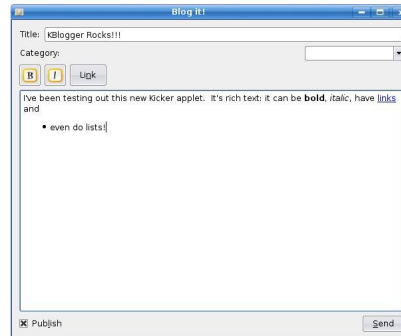 Blog it!
Title: KBlogger Rocks!!!
Category:
B I Link
I've been testing out this new Kicker applet. It's rich text: it can be bold, italic, have links
and
• even do lists!
Publish Send